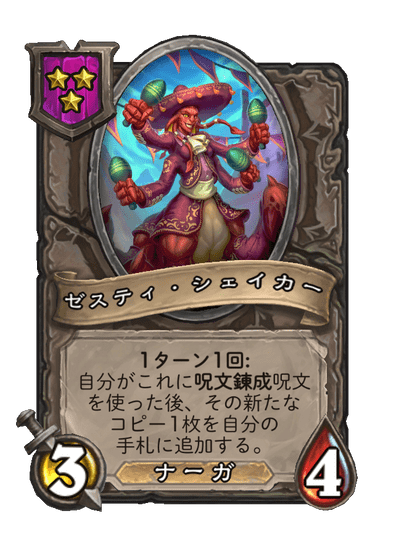 ゼスティ・シェイカー
1ターン1回:
自分がこれに呪文錬成呪文
を使った後、その新たな
コピー1枚を自分の
手札に追加する。
3
ナーガ
4